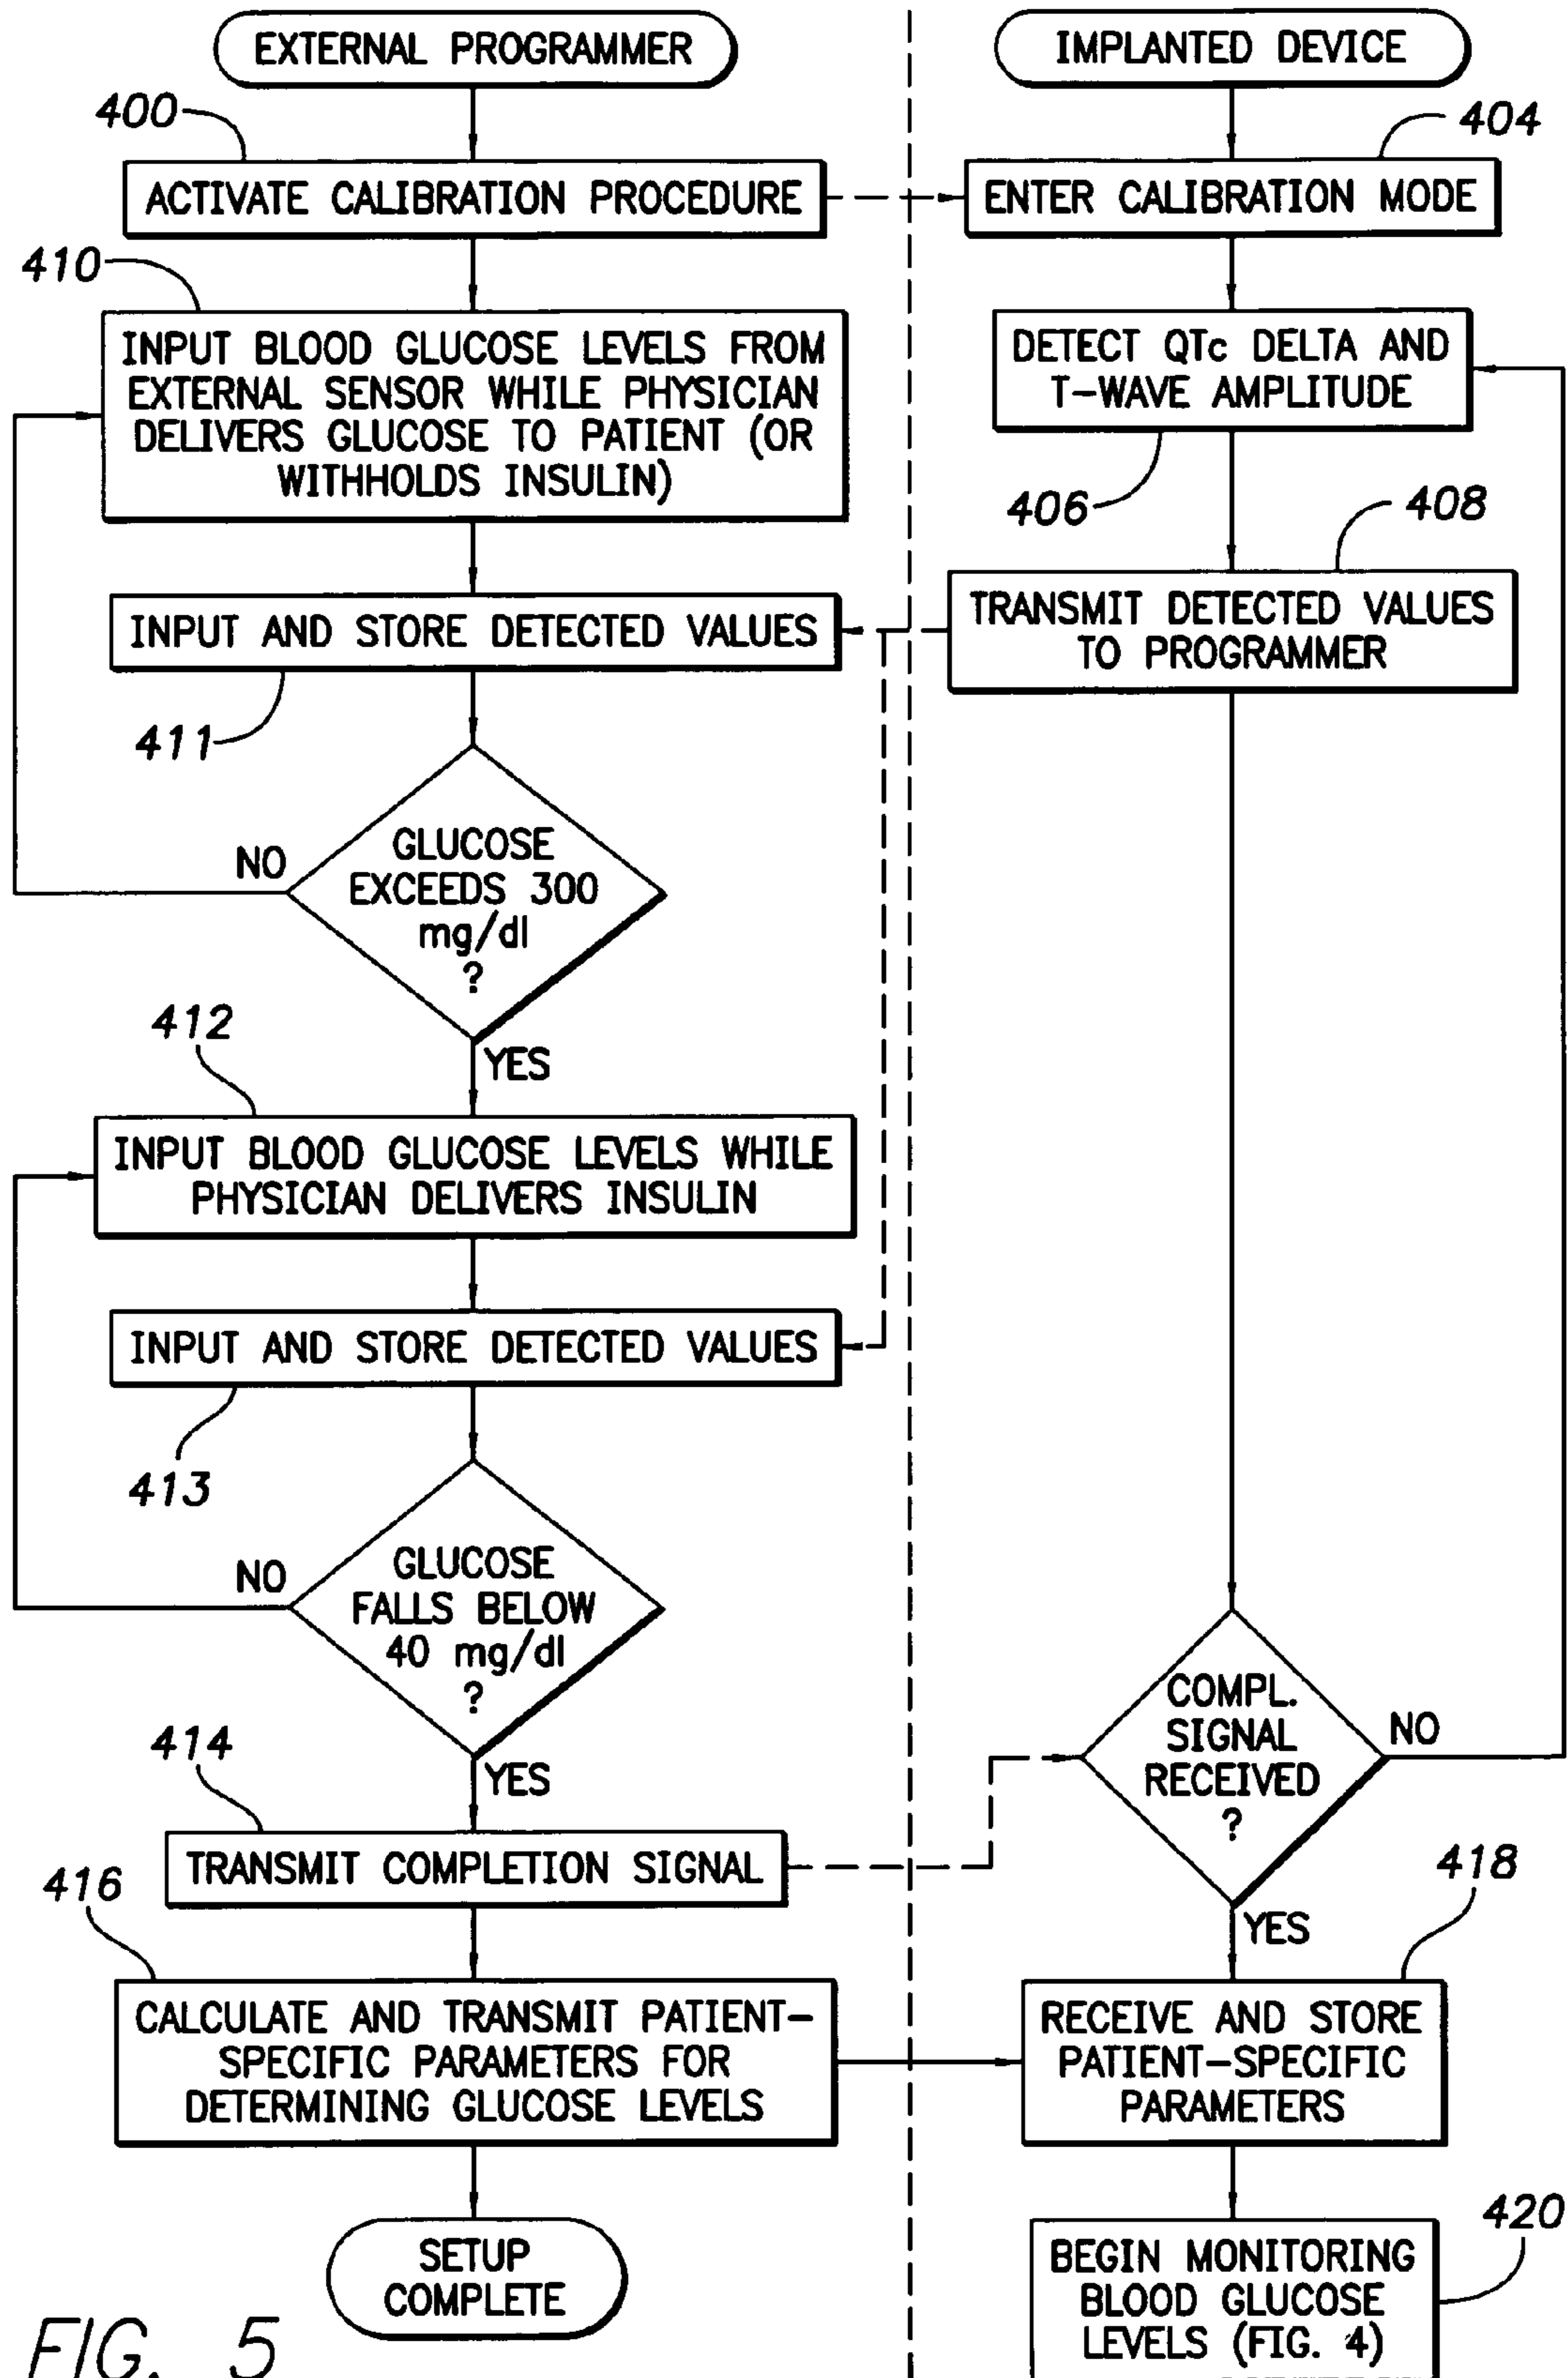 EXTERNAL PROGRAMMER
400
ACTIVATE CALIBRATION PROCEDURE
410
INPUT BLOOD GLUCOSE LEVELS FROM
EXTERNAL SENSOR WHILE PHYSICIAN
DELIVERS GLUCOSE TO PATIENT (OR
WITHHOLDS INSULIN)
INPUT AND STORE DETECTED VALUES
411
GLUCOSE
EXCEEDS 300
mg/dl
?
NO
YES
412
INPUT BLOOD GLUCOSE LEVELS WHILE
PHYSICIAN DELIVERS INSULIN
INPUT AND STORE DETECTED VALUES
413
GLUCOSE
FALLS BELOW
40 mg/dl
?
NO
YES
414
TRANSMIT COMPLETION SIGNAL
416
CALCULATE AND TRANSMIT PATIENT-
SPECIFIC PARAMETERS FOR
DETERMINING GLUCOSE LEVELS
SETUP
COMPLETE
IMPLANTED DEVICE
404
ENTER CALIBRATION MODE
DETECT QTc DELTA AND
T-WAVE AMPLITUDE
406
408
TRANSMIT DETECTED VALUES
TO PROGRAMMER
COMPL.
SIGNAL
RECEIVED
?
NO
YES
418
RECEIVE AND STORE
PATIENT-SPECIFIC
PARAMETERS
420
BEGIN MONITORING
BLOOD GLUCOSE
LEVELS (FIG. 4)
FIG. 5